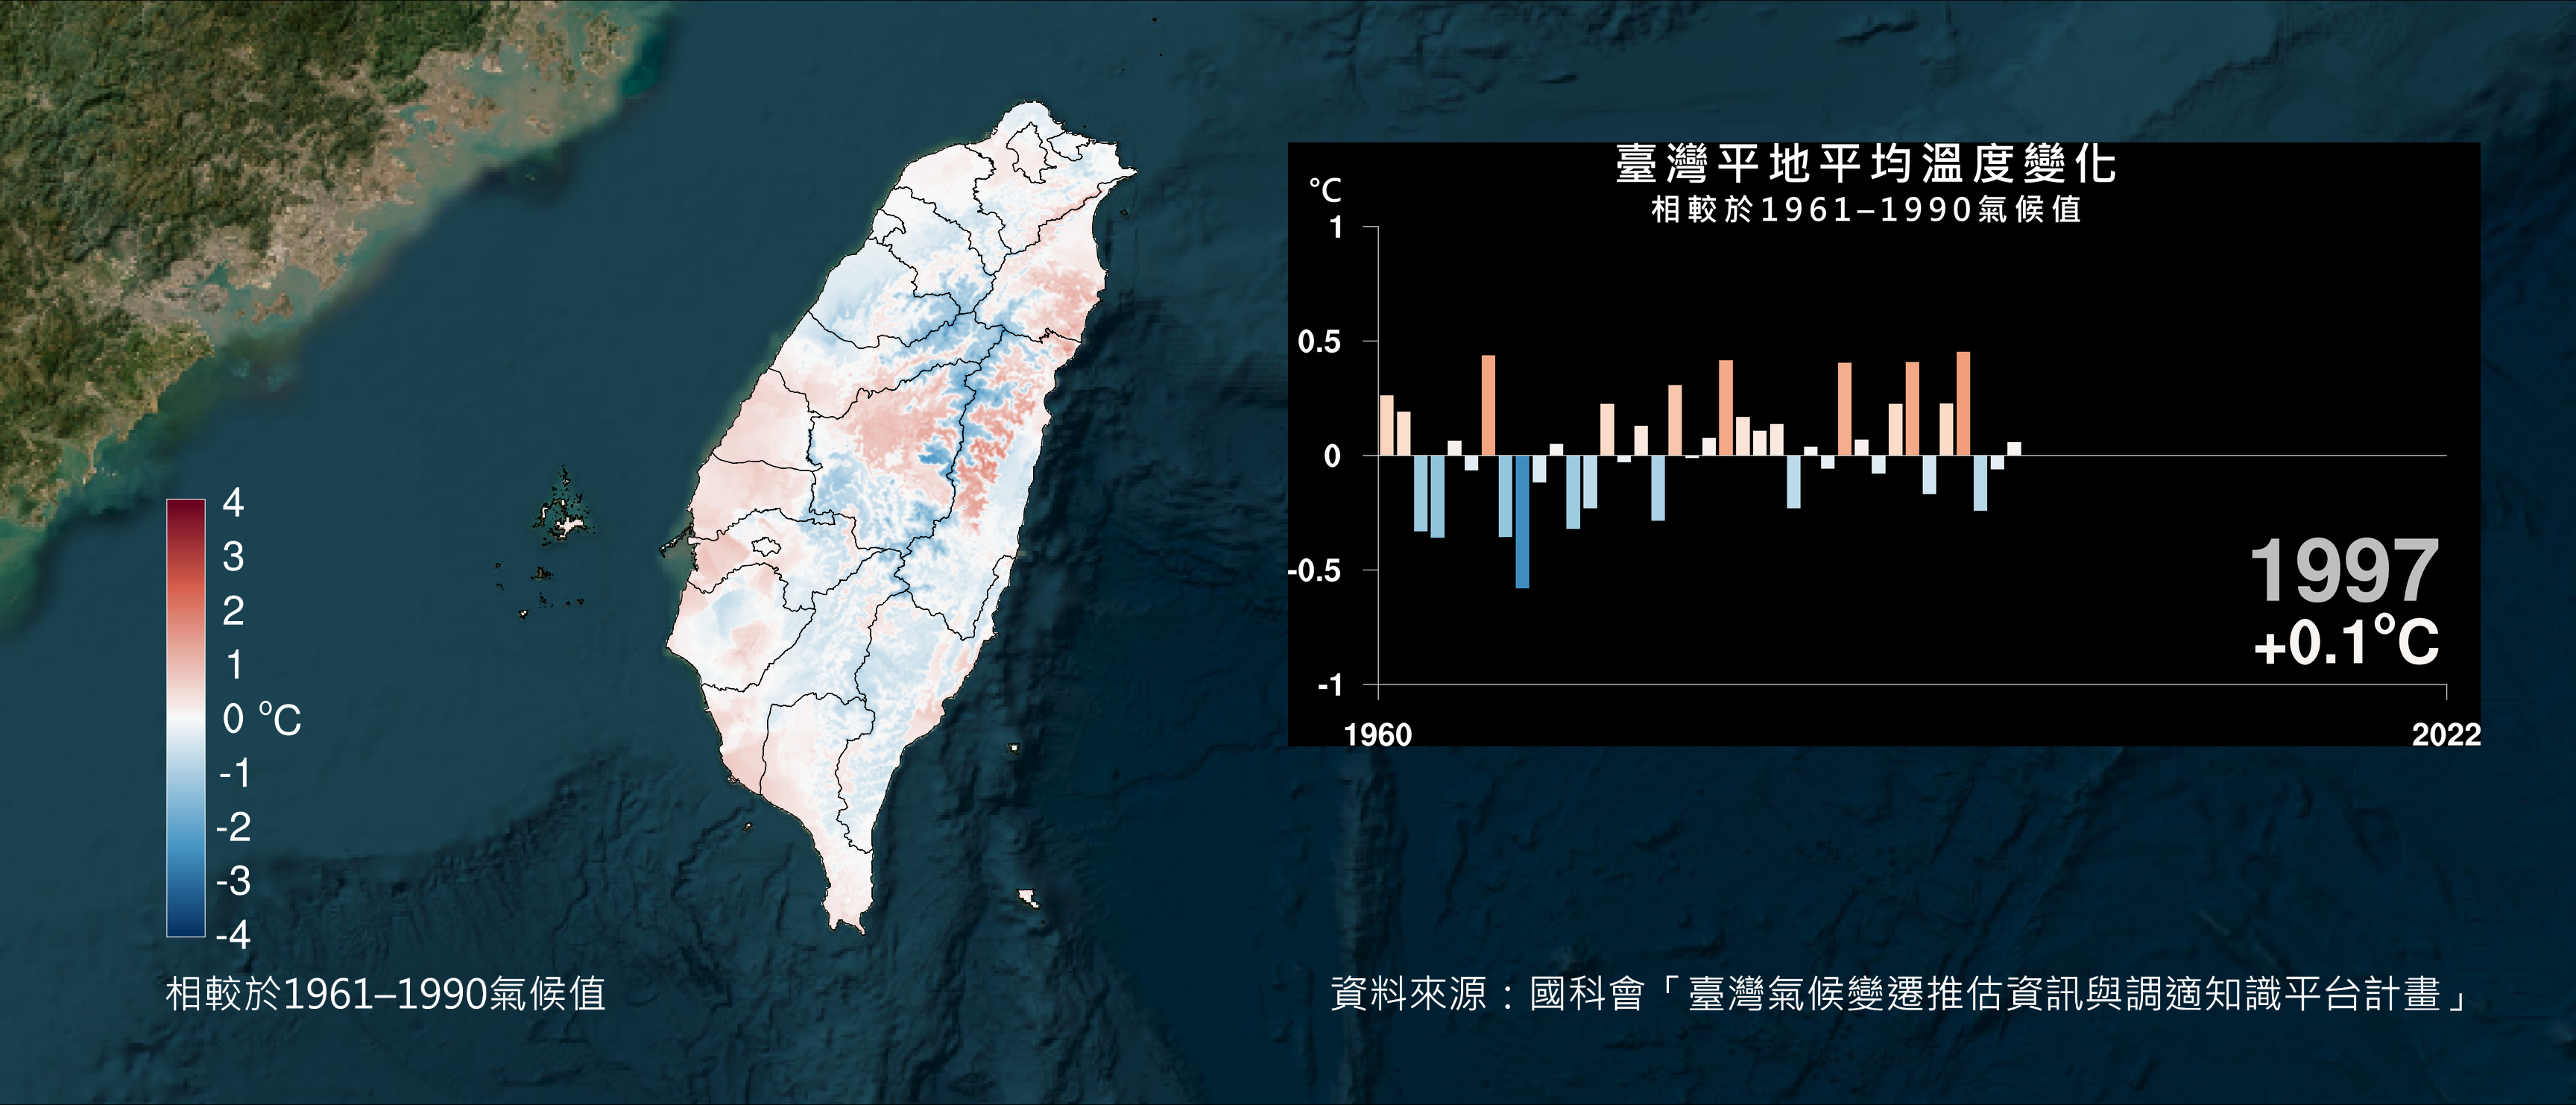 臺灣平地平均溫度變化
相較於1961–1990氣候值
°C
1
0.5
0
-0.5
-1
1960
2022
1997
+0.1°C
4
3
2
1
0 °C
-1
-2
-3
-4
相較於1961–1990氣候值
資料來源：國科會「臺灣氣候變遷推估資訊與調適知識平台計畫」